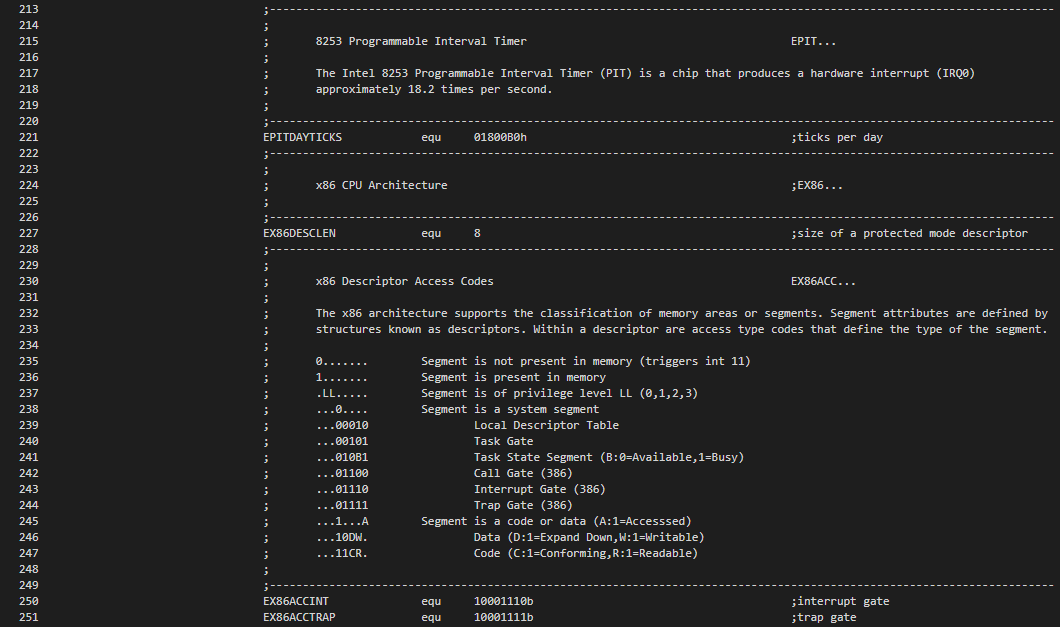 213 ;------------------------------------------------------------------------------------------------------------------------
214 ;
215 ; 8253 Programmable Interval Timer EPIT...
216 ;
217 ; The Intel 8253 Programmable Interval Timer (PIT) is a chip that produces a hardware interrupt (IRQ0)
218 ; approximately 18.2 times per second.
219 ;
220 ;------------------------------------------------------------------------------------------------------------------------
221 EPITDAYTICKS equ 01800B0h ;ticks per day
222 ;------------------------------------------------------------------------------------------------------------------------
223 ;
224 ; x86 CPU Architecture ;EX86...
225 ;
226 ;------------------------------------------------------------------------------------------------------------------------
227 EX86DESCLEN equ 8 ;size of a protected mode descriptor
228 ;------------------------------------------------------------------------------------------------------------------------
229 ;
230 ; x86 Descriptor Access Codes EX86ACC...
231 ;
232 ; The x86 architecture supports the classification of memory areas or segments. Segment attributes are defined by
233 ; structures known as descriptors. Within a descriptor are access type codes that define the type of the segment.
234 ;
235 ; 0....... Segment is not present in memory (triggers int 11)
236 ; 1....... Segment is present in memory
237 ; .LL..... Segment is of privilege level LL (0,1,2,3)
238 ; ...0.... Segment is a system segment
239 ; ...00010 Local Descriptor Table
240 ; ...00101 Task Gate
241 ; ...010B1 Task State Segment (B:0=Available,1=Busy)
242 ; ...01100 Call Gate (386)
243 ; ...01110 Interrupt Gate (386)
244 ; ...01111 Trap Gate (386)
245 ; ...1...A Segment is a code or data (A:1=Accesssed)
246 ; ...10DW. Data (D:1=Expand Down,W:1=Writable)
247 ; ...11CR. Code (C:1=Conforming,R:1=Readable)
248 ;
249 ;------------------------------------------------------------------------------------------------------------------------
250 EX86ACCINT equ 10001110b ;interrupt gate
251 EX86ACCTRAP equ 10001111b ;trap gate